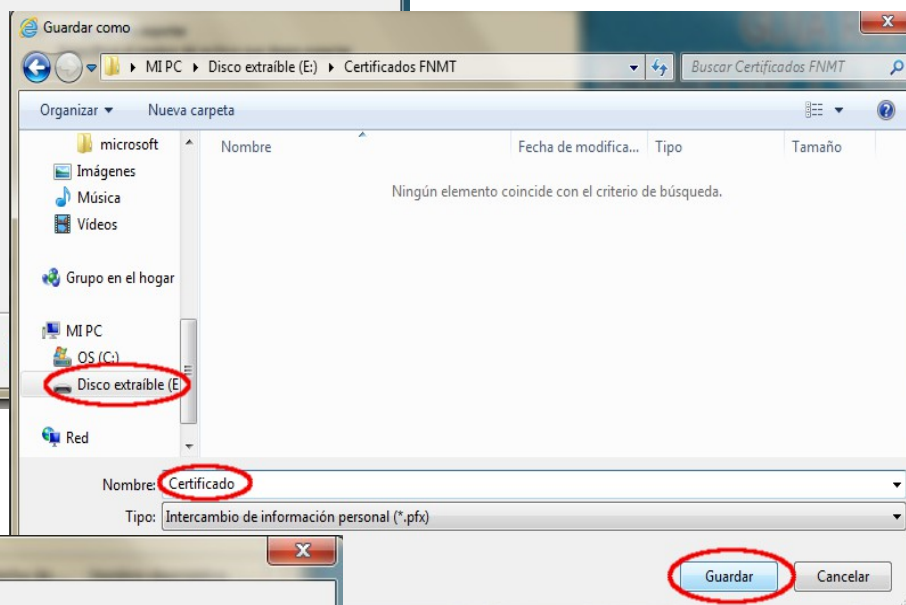 Guardar como
MI PC ▸ Disco extraíble (E:) ▸ Certificados FNMT
Buscar Certificados FNMT
Organizar Nueva carpeta
microsoft
Nombre Fecha de modifica... Tipo Tamaño
Imágenes
Ningún elemento coincide con el criterio de búsqueda.
Música
Vídeos
Grupo en el hogar
MI PC
OS (C:)
Disco extraíble (E
Red
Nombre: Certificado
Tipo: Intercambio de información personal (*.pfx)
Guardar Cancelar